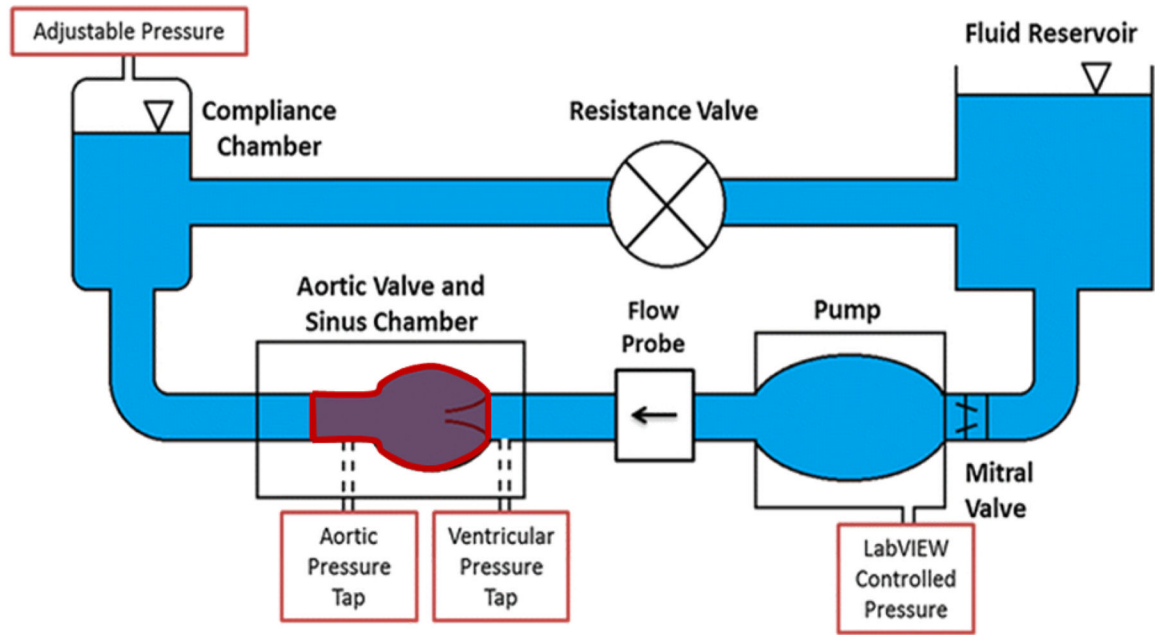 Adjustable Pressure
Fluid Reservoir
Compliance
Chamber
Resistance Valve
Aortic Valve and
Sinus Chamber
Flow
Probe
Pump
Mitral
Valve
Aortic
Pressure
Tap
Ventricular
Pressure
Tap
LabVIEW
Controlled
Pressure